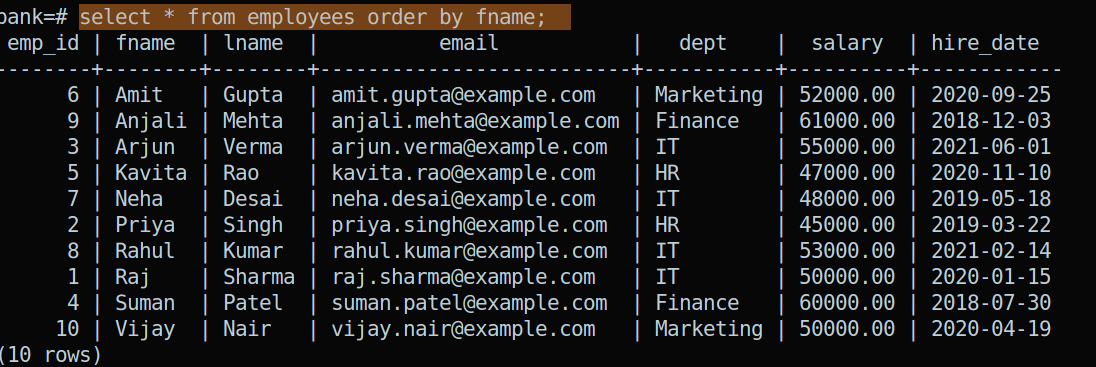 bank=# select * from employees order by fname;
emp_id | fname | lname | email | dept | salary | hire_date
--------+--------+--------+--------------------------+-----------+----------+------------
6 | Amit | Gupta | amit.gupta@example.com | Marketing | 52000.00 | 2020-09-25
9 | Anjali | Mehta | anjali.mehta@example.com | Finance | 61000.00 | 2018-12-03
3 | Arjun | Verma | arjun.verma@example.com | IT | 55000.00 | 2021-06-01
5 | Kavita | Rao | kavita.rao@example.com | HR | 47000.00 | 2020-11-10
7 | Neha | Desai | neha.desai@example.com | IT | 48000.00 | 2019-05-18
2 | Priya | Singh | priya.singh@example.com | HR | 45000.00 | 2019-03-22
8 | Rahul | Kumar | rahul.kumar@example.com | IT | 53000.00 | 2021-02-14
1 | Raj | Sharma | raj.sharma@example.com | IT | 50000.00 | 2020-01-15
4 | Suman | Patel | suman.patel@example.com | Finance | 60000.00 | 2018-07-30
10 | Vijay | Nair | vijay.nair@example.com | Marketing | 50000.00 | 2020-04-19
(10 rows)